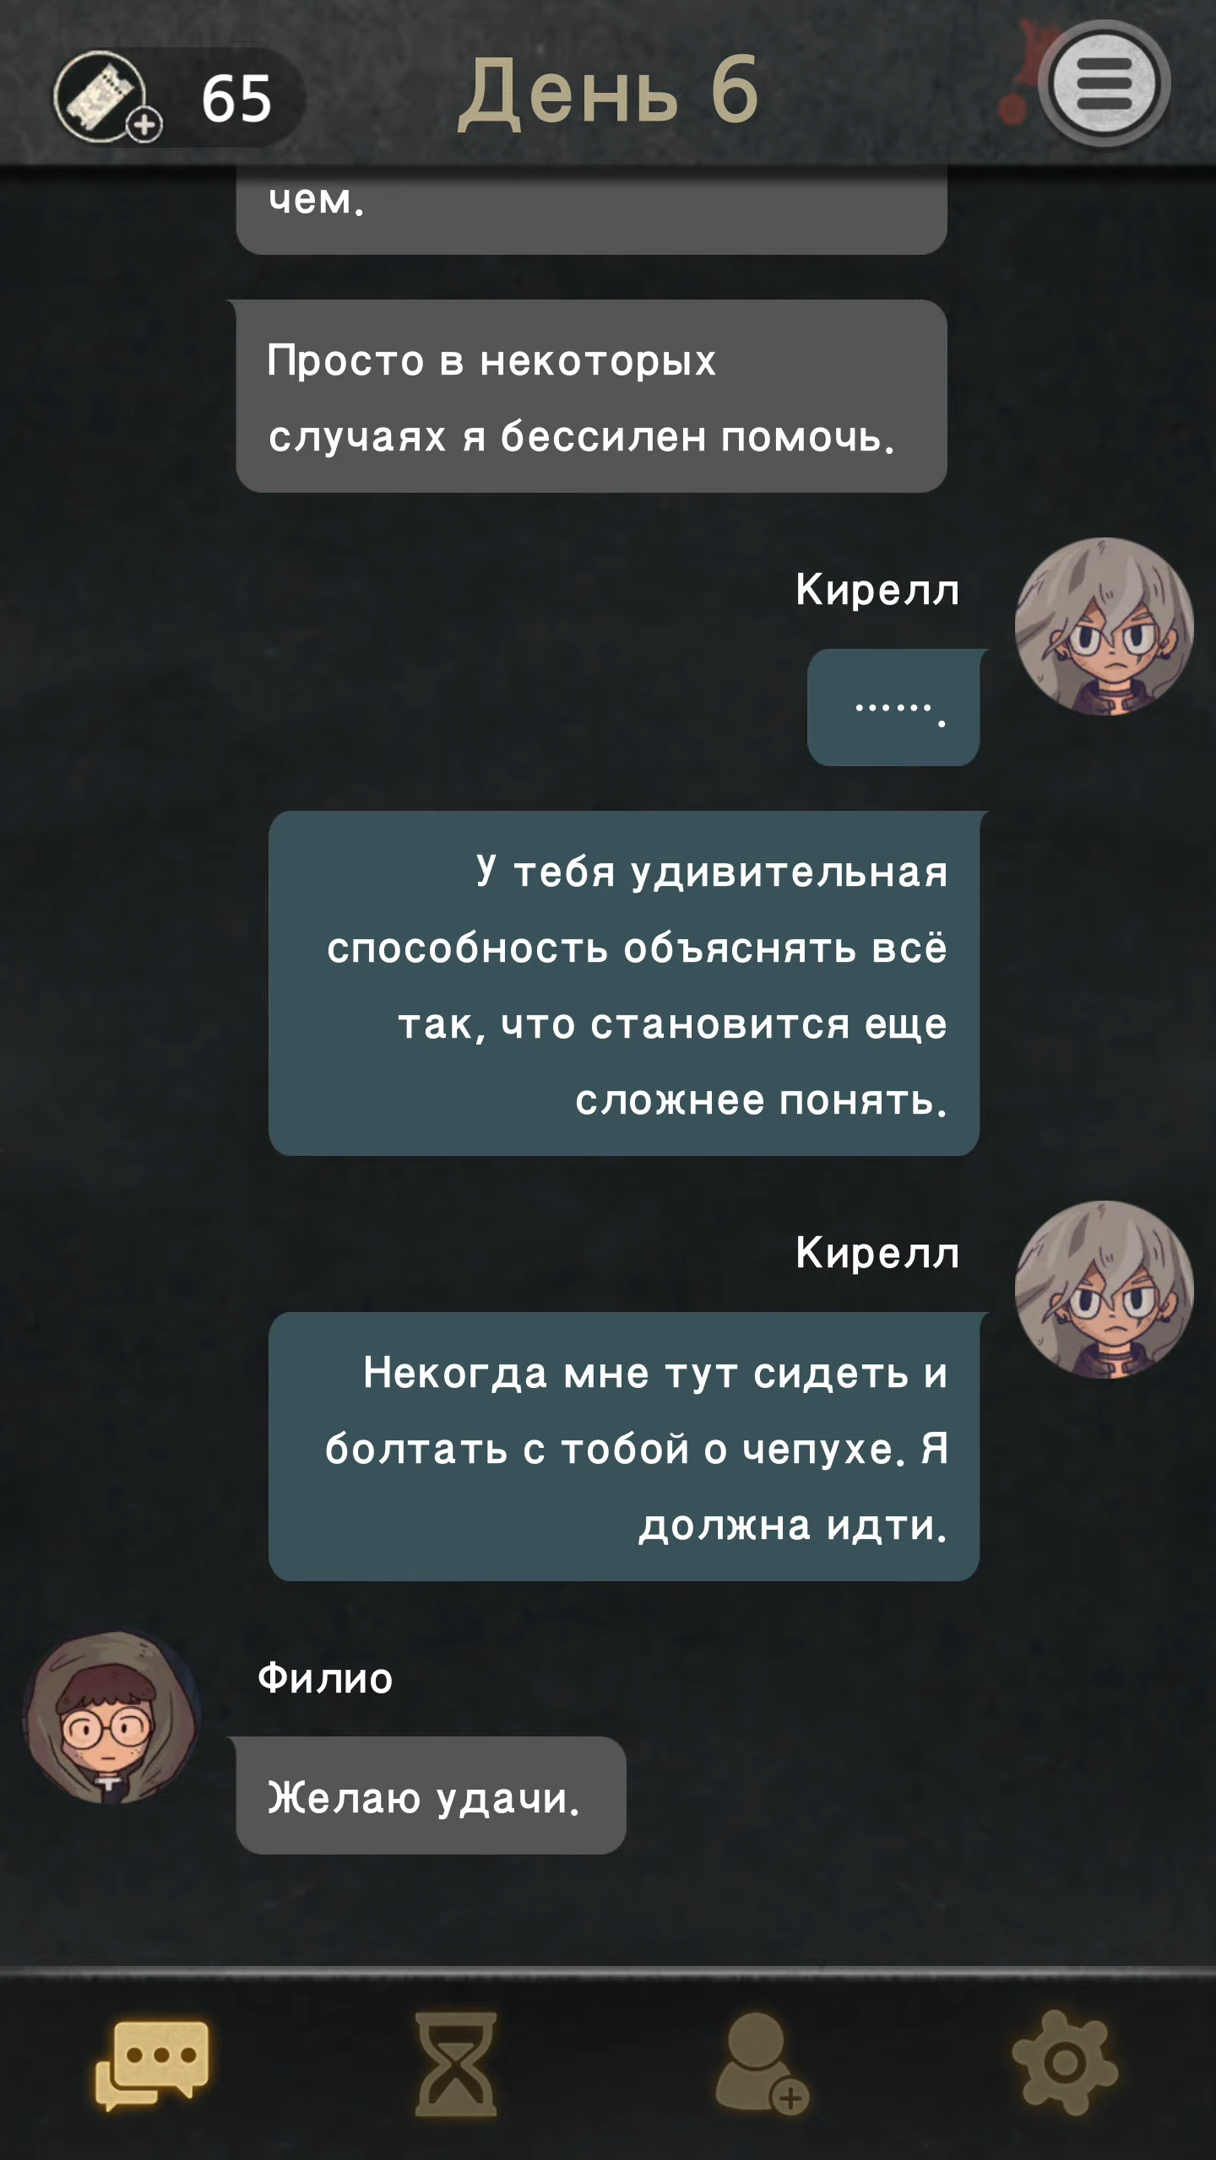 65
День 6
чем.
Просто в некоторых
случаях я бессилен помочь.
Кирелл
…….
У тебя удивительная
способность объяснять всё
так, что становится еще
сложнее понять.
Кирелл
Некогда мне тут сидеть и
болтать с тобой о чепухе. Я
должна идти.
Филио
Желаю удачи.